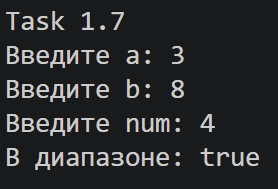 Task 1.7
Введите a: 3
Введите b: 8
Введите num: 4
В диапазоне: true